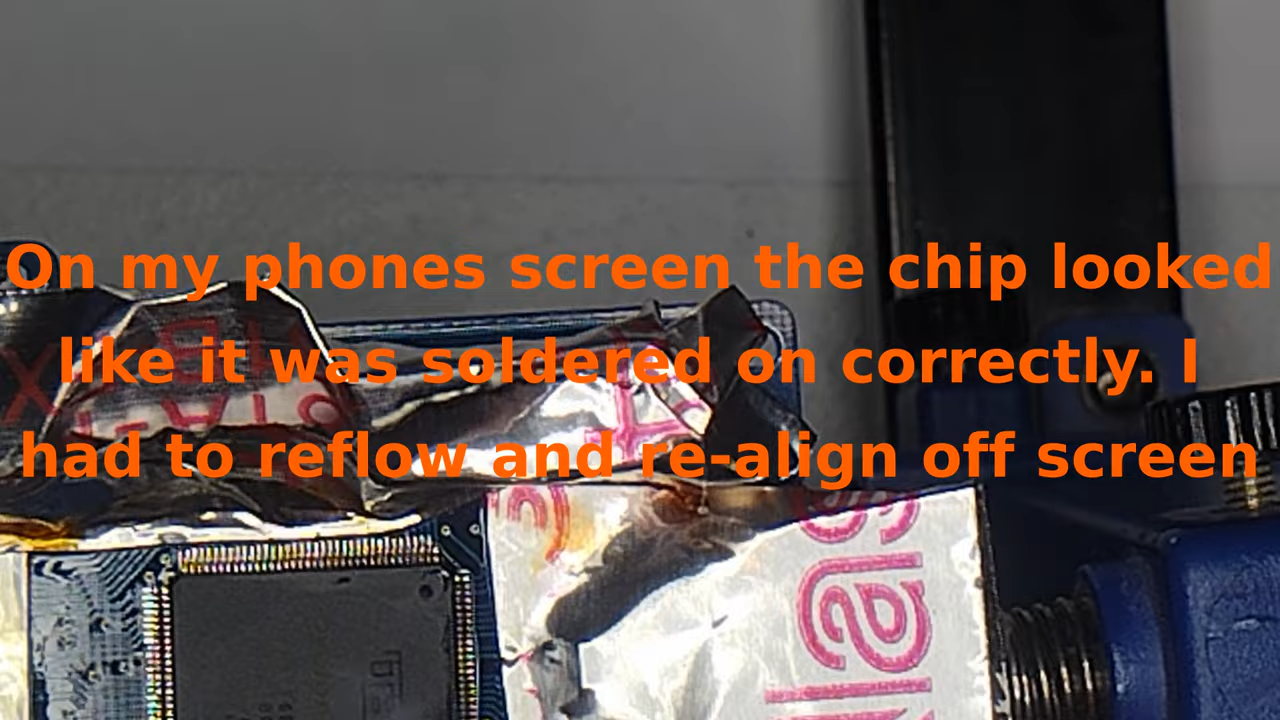 On my phones screen the chip looked
like it was soldered on correctly. I
had to reflow and re-align off screen
las